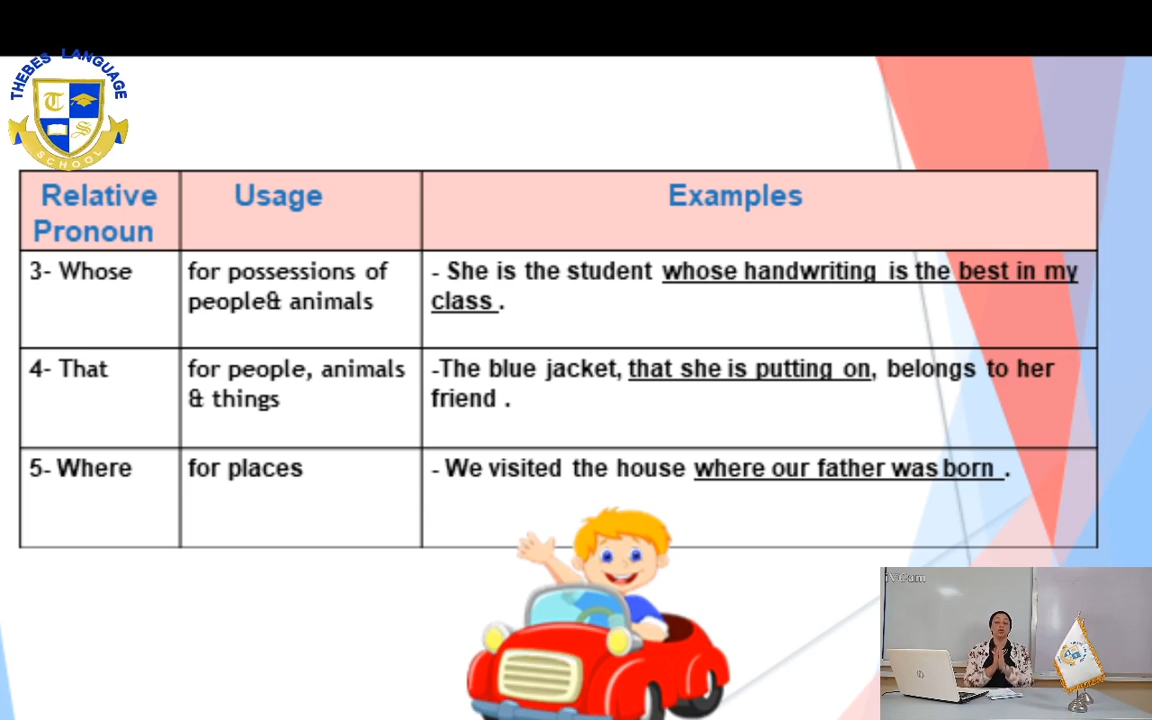 THEBES LANGUAGE
SCHOOL
Relative
Pronoun
Usage
Examples
3- Whose
for possessions of
people& animals
- She is the student whose handwriting is the best in my
class .
4- That
for people, animals
& things
-The blue jacket, that she is putting on, belongs to her
friend .
5- Where
for places
- We visited the house where our father was born .
iVCam